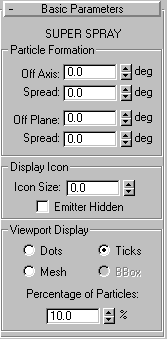 - Basic Parameters
SUPER SPRAY
Particle Formation
Off Axis: 0.0 deg
Spread: 0.0 deg
Off Plane: 0.0 deg
Spread: 0.0 deg
Display Icon
Icon Size: 0.0
Emitter Hidden
Viewport Display
Dots Ticks
Mesh BBox
Percentage of Particles:
10.0 %